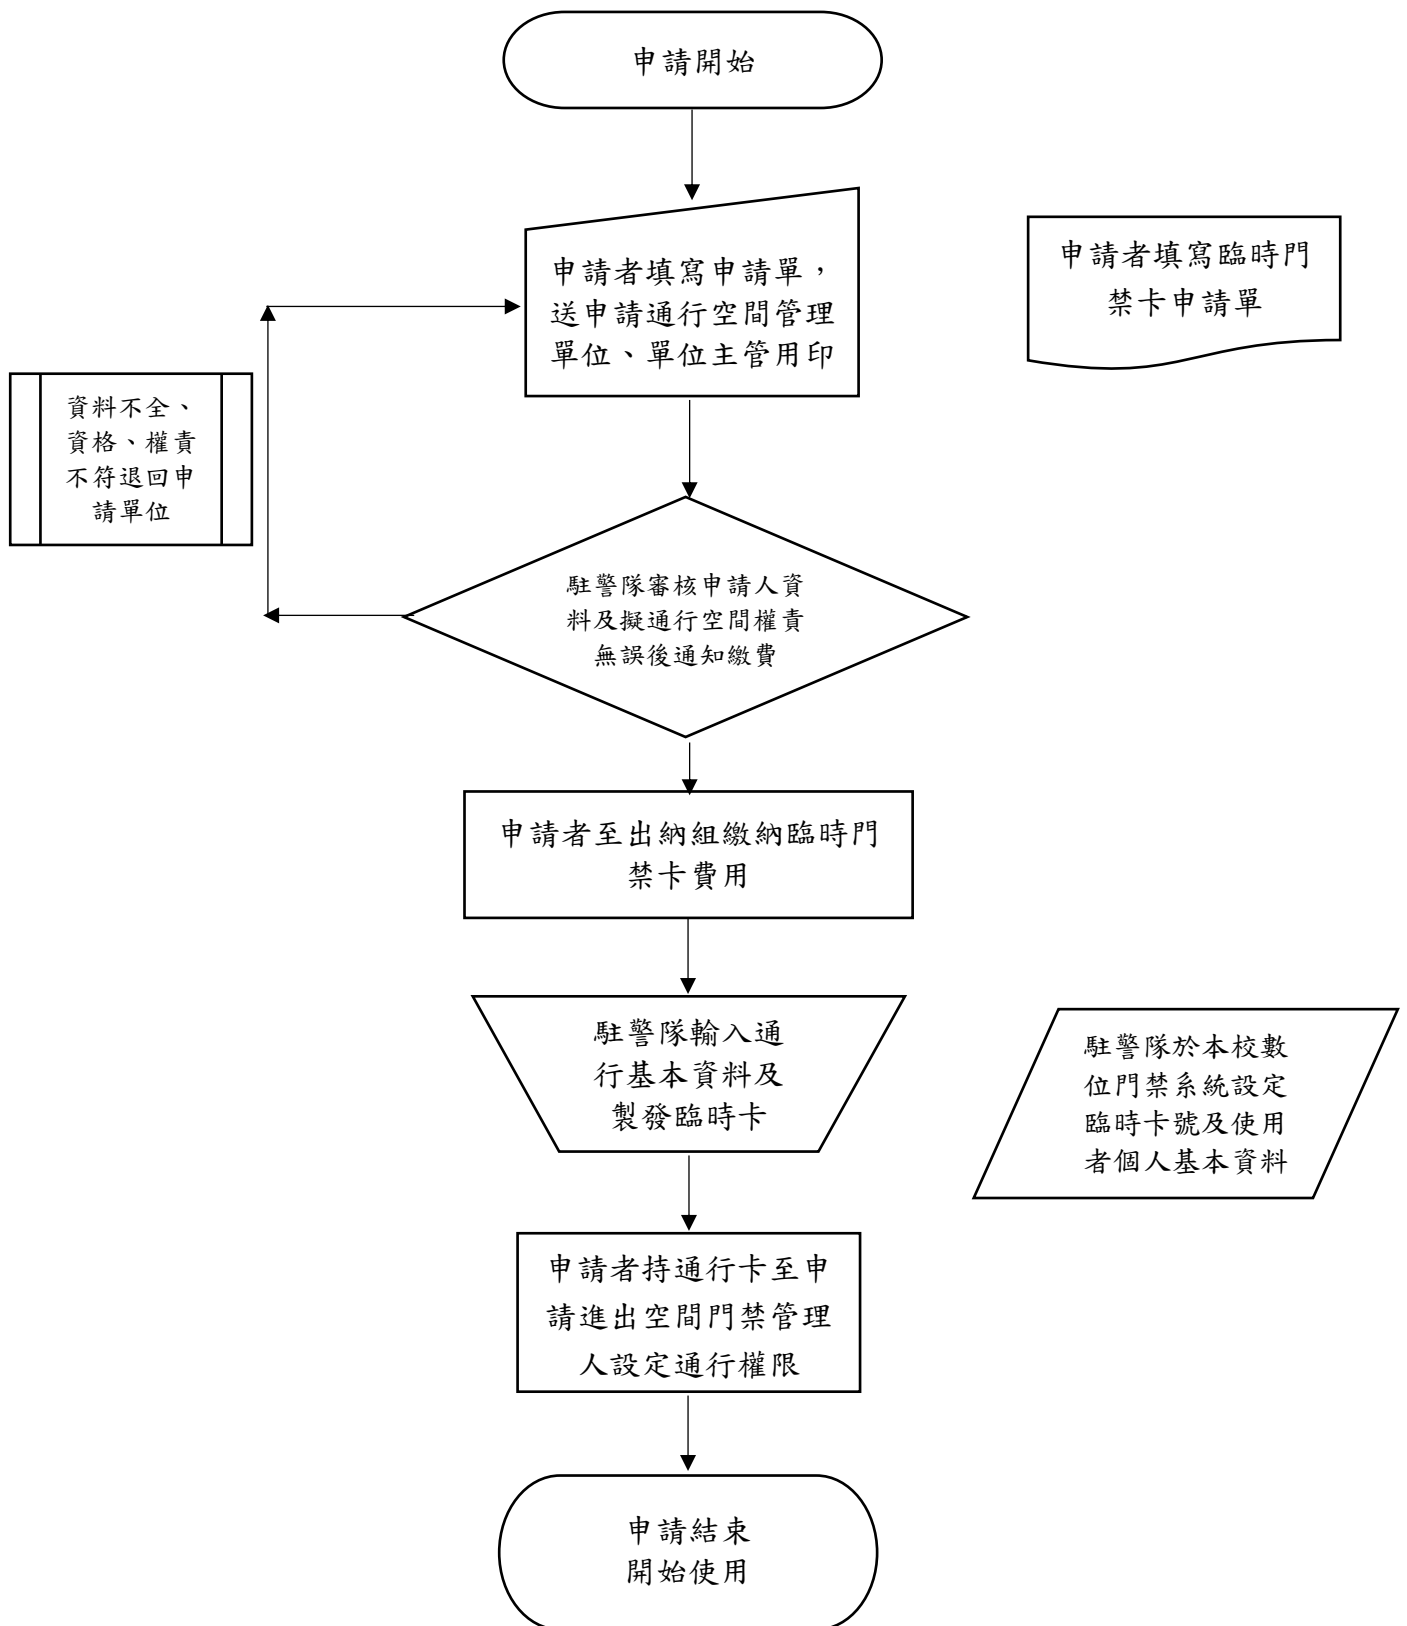 申請開始
申請者填寫申請單，
送申請通行空間管理
單位、單位主管用印
申請者填寫臨時門
禁卡申請單
資料不全、
資格、權責
不符退回申
請單位
駐警隊審核申請人資
料及擬通行空間權責
無誤後通知繳費
申請者至出納組繳納臨時門
禁卡費用
駐警隊輸入通
行基本資料及
製發臨時卡
駐警隊於本校數
位門禁系統設定
臨時卡號及使用
者個人基本資料
申請者持通行卡至申
請進出空間門禁管理
人設定通行權限
申請結束
開始使用